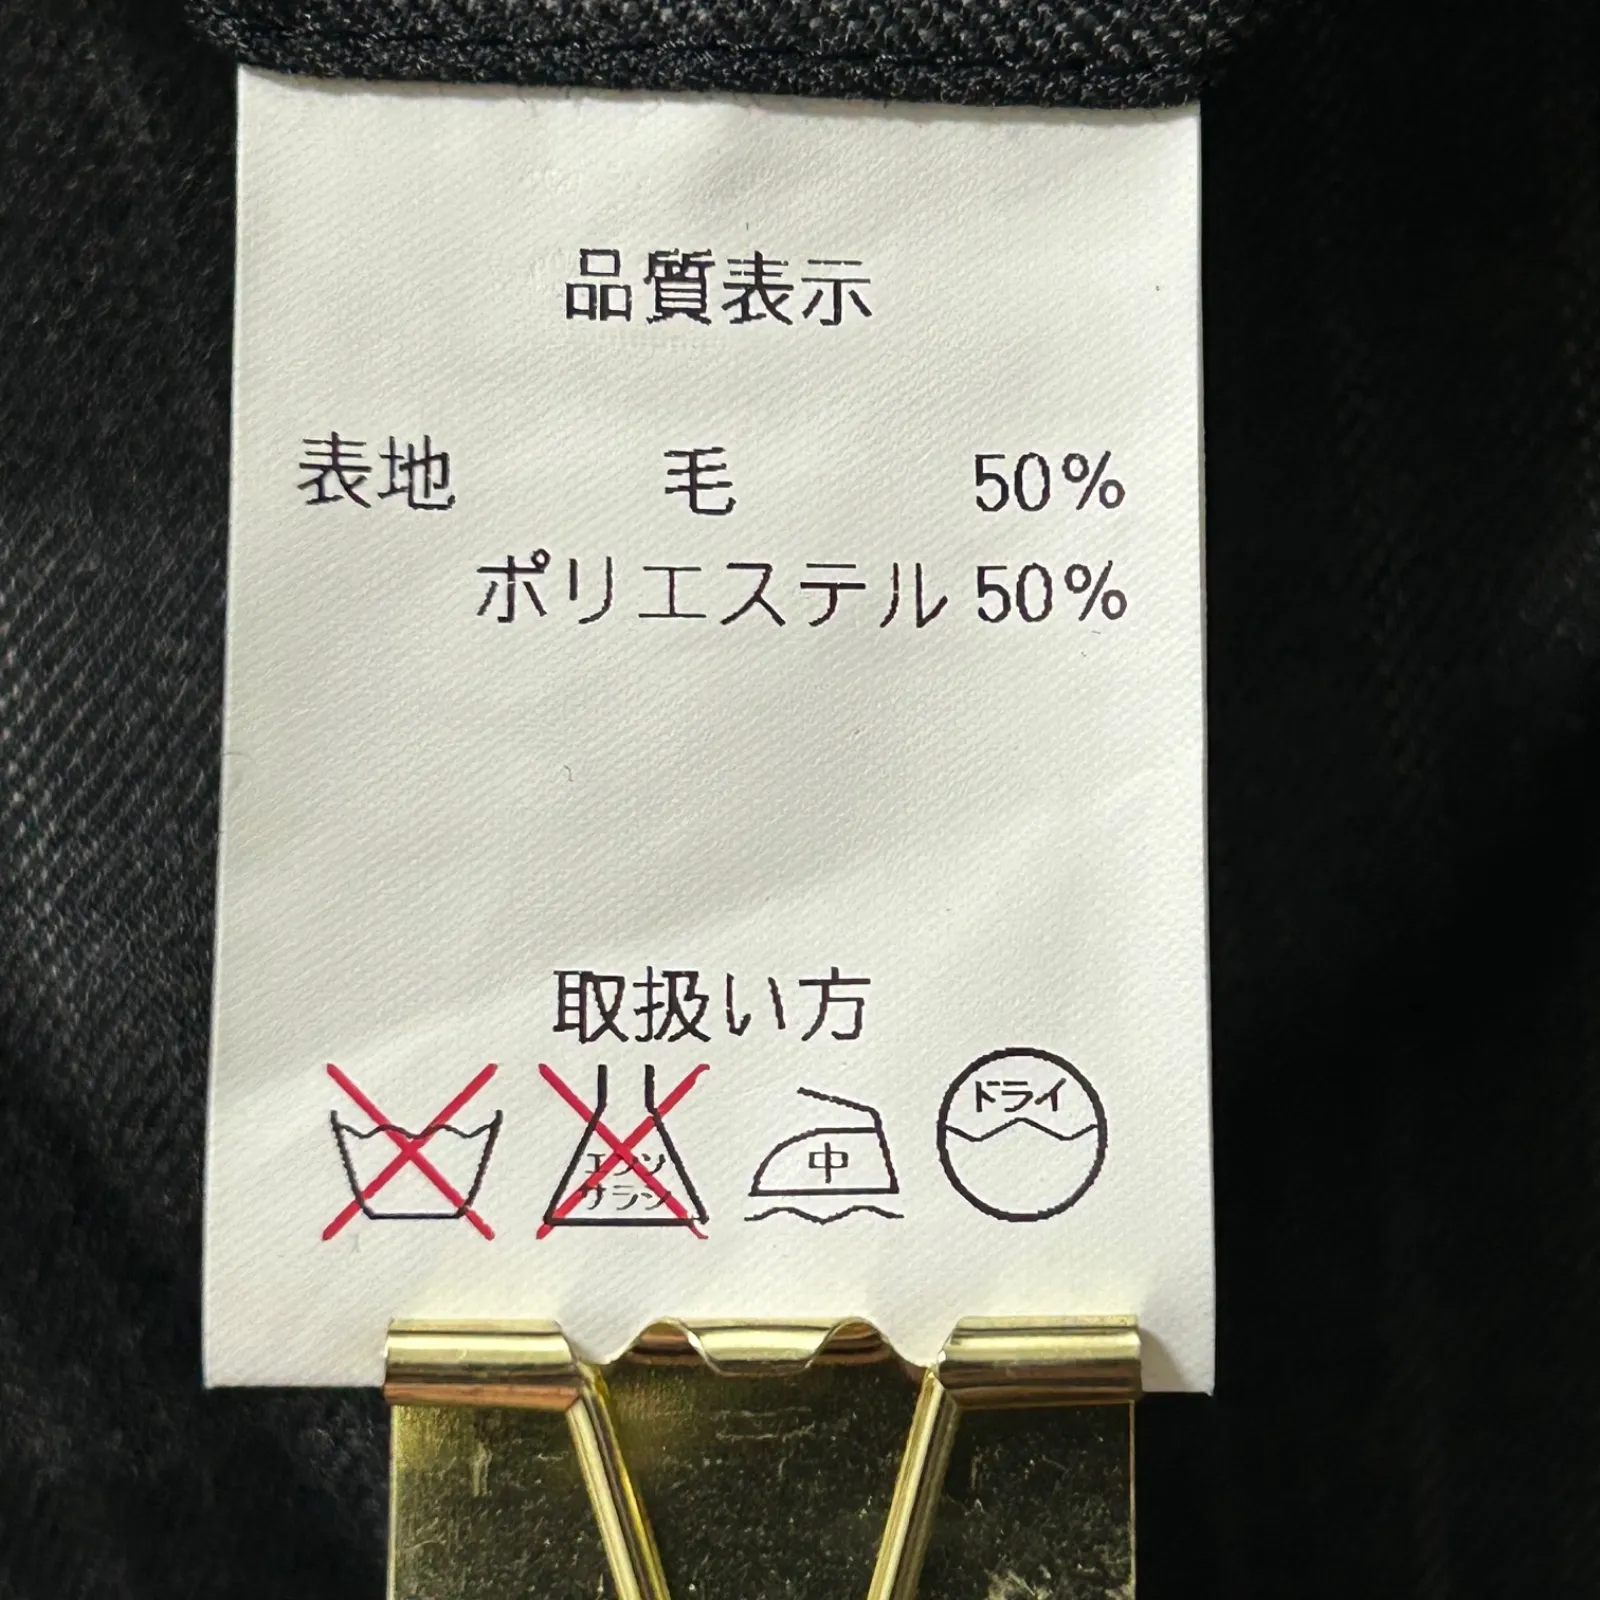 品質表示
表地 毛 50%
ポリエステル 50%
取扱い方
エンソ
サラシ
中
ドライ